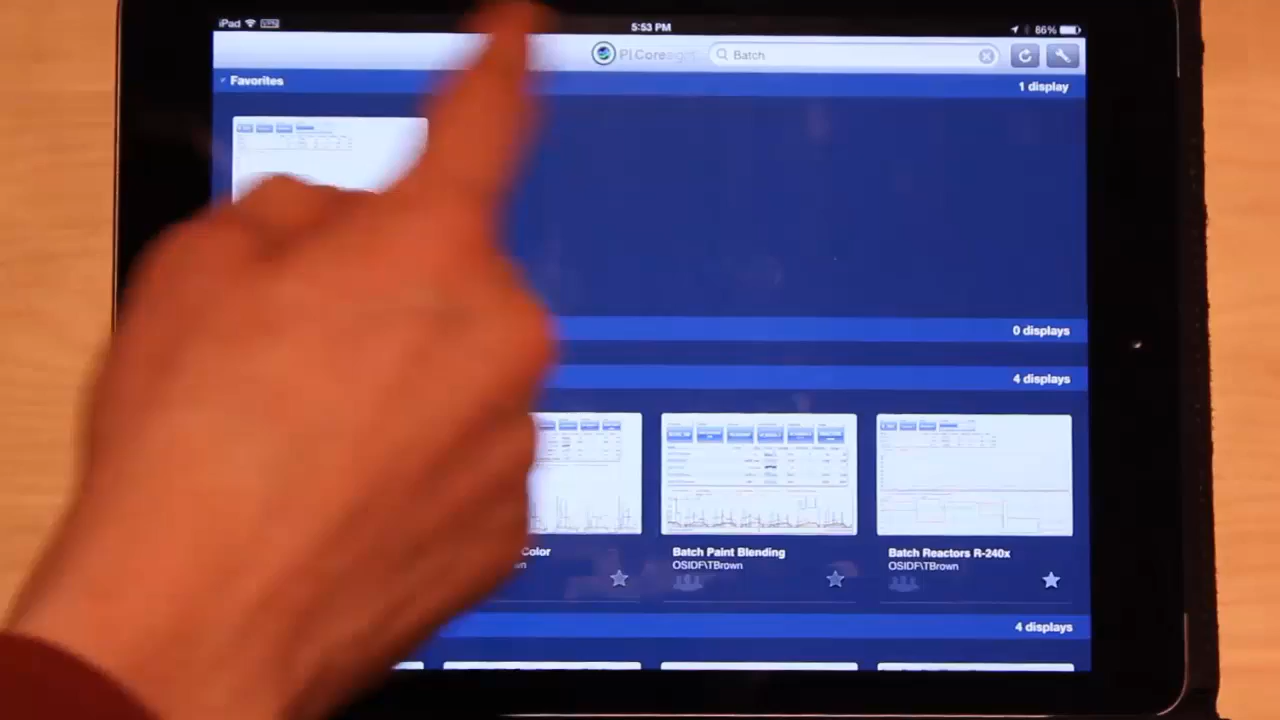 iPad 5:53 PM 86%
PI Coresight Batch
Favorites 1 display
0 displays
4 displays
Color Batch Paint Blending Batch Reactors R-240x
OSIDF\TBrown OSIDF\TBrown
4 displays